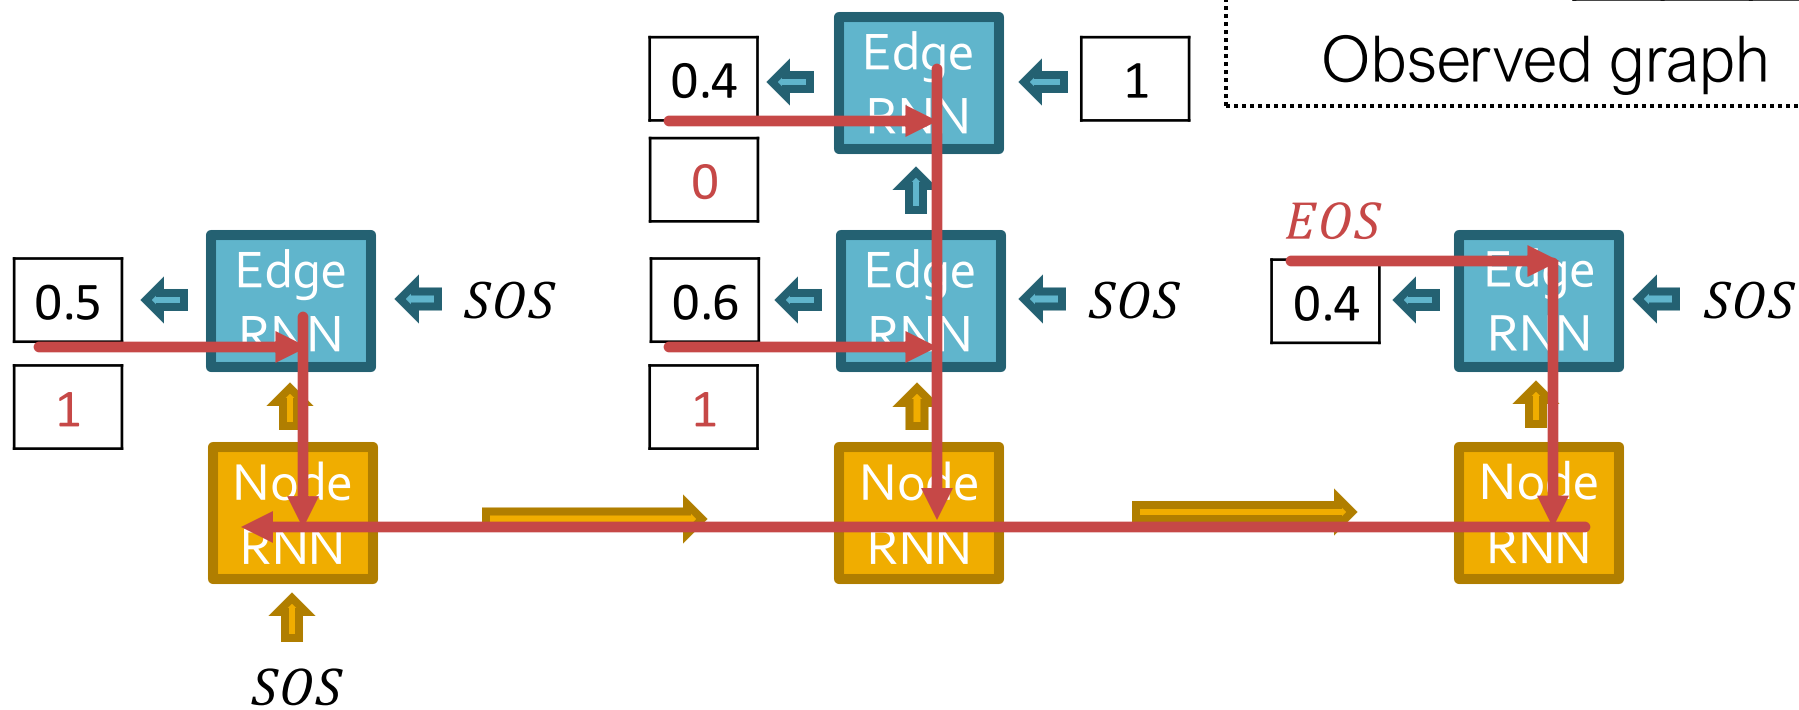 Observed graph
0.4
Edge
RNN
1
0
EOS
0.5
Edge
RNN
SOS
1
0.6
Edge
RNN
SOS
1
0.4
Edge
RNN
SOS
Node
RNN
Node
RNN
Node
RNN
SOS